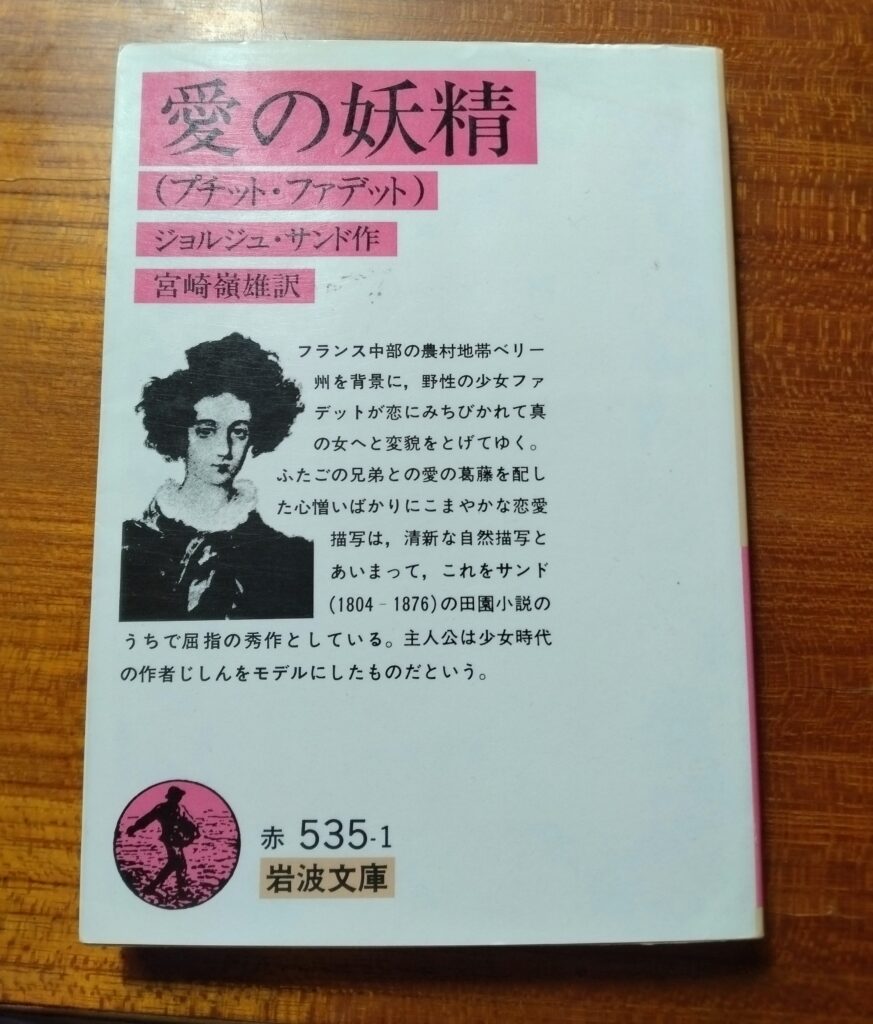 愛の妖精
(プチット・ファデット)
ジョルジュ・サンド作
宮崎嶺雄訳
フランス中部の農村地帯ベリー
州を背景に，野性の少女ファ
デットが恋にみちびかれて真
の女へと変貌をとげてゆく。
ふたごの兄弟との愛の葛藤を配し
た心憎いばかりにこまやかな恋愛
描写は，清新な自然描写と
あいまって，これをサンド
(1804‐1876)の田園小説の
うちで屈指の秀作としている。主人公は少女時代
の作者じしんをモデルにしたものだという。
赤 535-1
岩波文庫